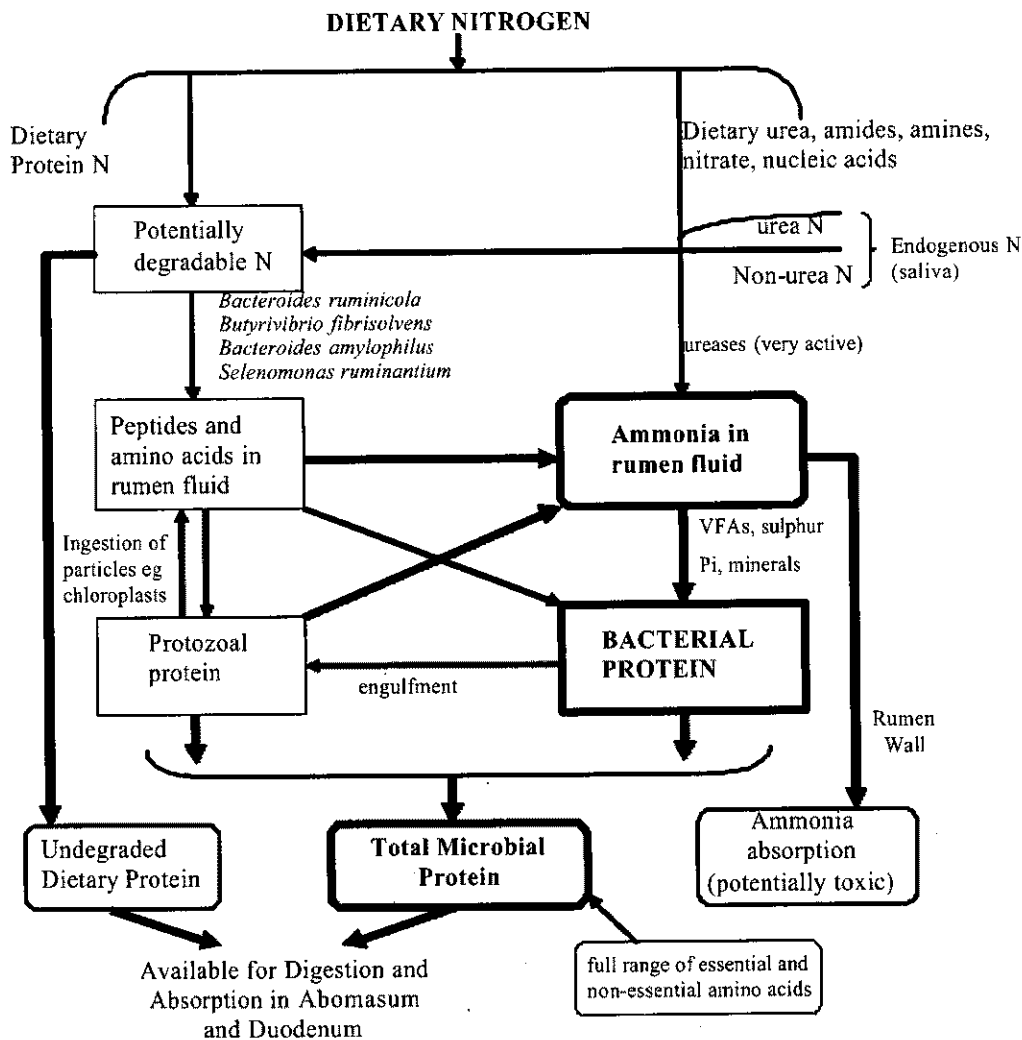 DIETARY NITROGEN
Dietary
Protein N
Dietary urea, amides, amines,
nitrate, nucleic acids
Potentially
degradable N
urea N
Non-urea N
Endogenous N
(saliva)
Bacteroides ruminicola
Butyrivibrio fibrisolvens
Bacteroides amylophilus
Selenomonas ruminantium
ureases (very active)
Peptides and
amino acids in
rumen fluid
Ammonia in
rumen fluid
Ingestion of
particles eg
chloroplasts
VFAs, sulphur
Pi, minerals
Protozoal
protein
BACTERIAL
PROTEIN
engulfment
Rumen
Wall
Undegraded
Dietary Protein
Total Microbial
Protein
Ammonia
absorption
(potentially toxic)
Available for Digestion and
Absorption in Abomasum
and Duodenum
full range of essential and
non-essential amino acids